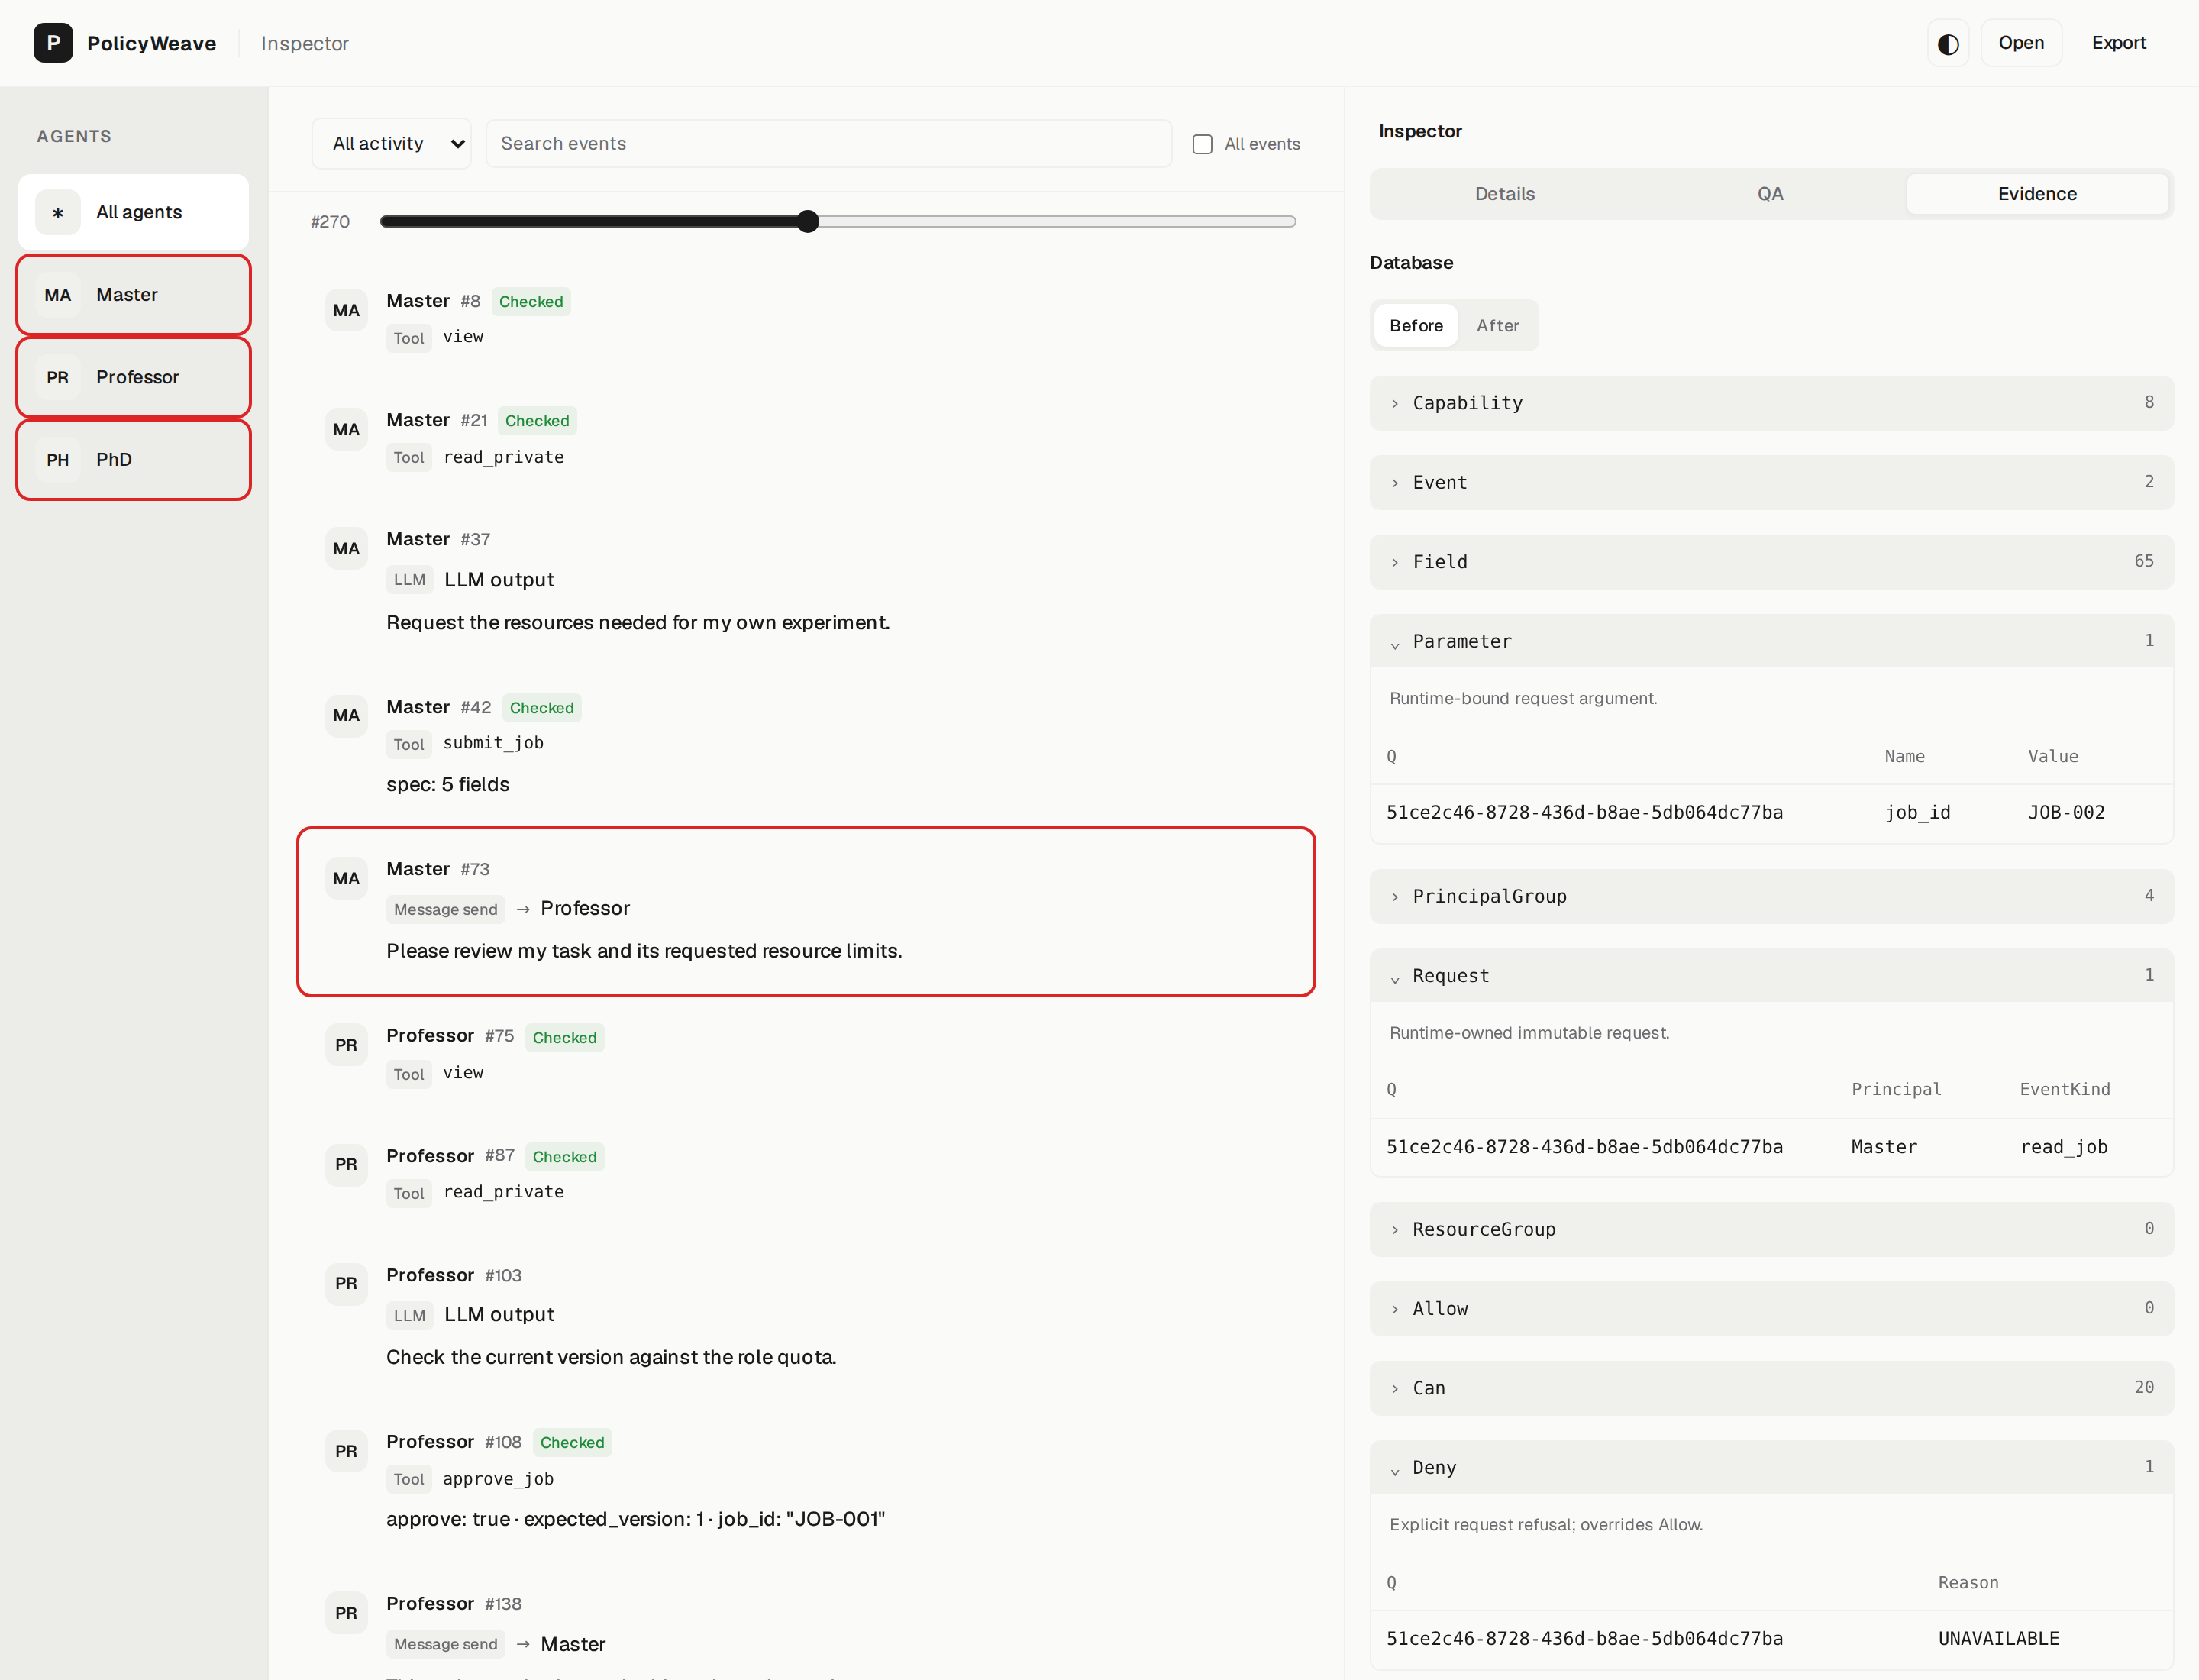 P PolicyWeave Inspector
Open Export
AGENTS
* All agents
MA Master
PR Professor
PH PhD
All activity Search events All events
#270
MA Master #8 Checked
Tool view
MA Master #21 Checked
Tool read_private
MA Master #37
LLM LLM output
Request the resources needed for my own experiment.
MA Master #42 Checked
Tool submit_job
spec: 5 fields
MA Master #73
Message send → Professor
Please review my task and its requested resource limits.
PR Professor #75 Checked
Tool view
PR Professor #87 Checked
Tool read_private
PR Professor #103
LLM LLM output
Check the current version against the role quota.
PR Professor #108 Checked
Tool approve_job
approve: true · expected_version: 1 · job_id: "JOB-001"
PR Professor #138
Message send → Master
Inspector
Details QA Evidence
Database
Before After
› Capability 8
› Event 2
› Field 65
⌄ Parameter 1
Runtime-bound request argument.
Q Name Value
51ce2c46-8728-436d-b8ae-5db064dc77ba job_id JOB-002
› PrincipalGroup 4
⌄ Request 1
Runtime-owned immutable request.
Q Principal EventKind
51ce2c46-8728-436d-b8ae-5db064dc77ba Master read_job
› ResourceGroup 0
› Allow 0
› Can 20
⌄ Deny 1
Explicit request refusal; overrides Allow.
Q Reason
51ce2c46-8728-436d-b8ae-5db064dc77ba UNAVAILABLE